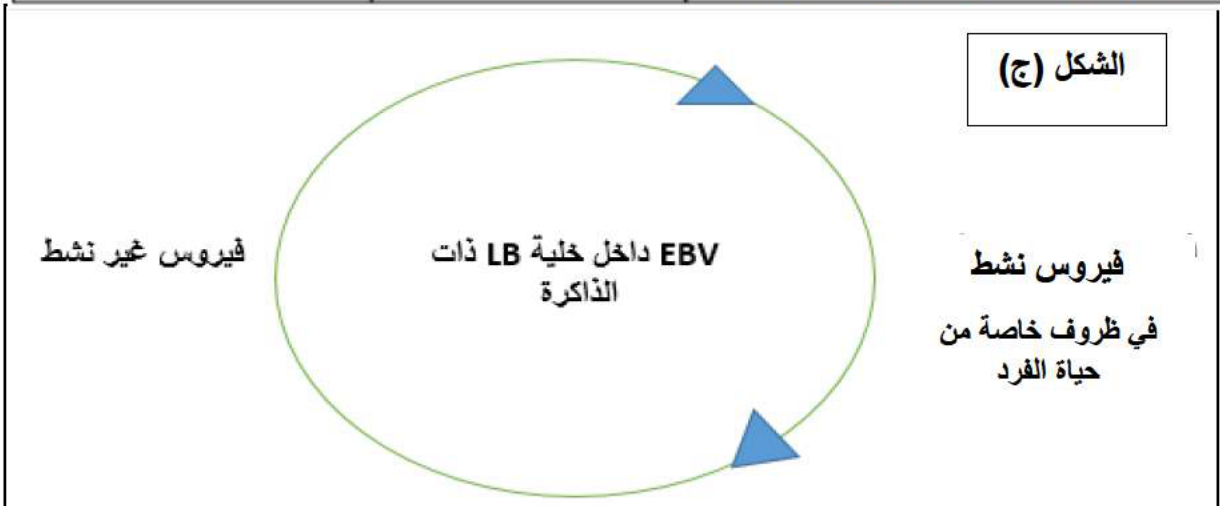 الشكل (ج)
فيروس غير نشط
EBV داخل خلية LB ذات
الذاكرة
فيروس نشط
في ظروف خاصة من
حياة الفرد